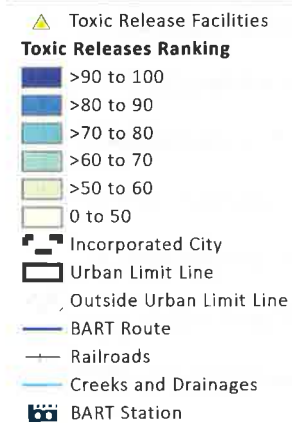 Toxic Release Facilities
Toxic Releases Ranking
>90 to 100
>80 to 90
>70 to 80
>60 to 70
>50 to 60
0 to 50
Incorporated City
Urban Limit Line
Outside Urban Limit Line
BART Route
Railroads
Creeks and Drainages
BART Station